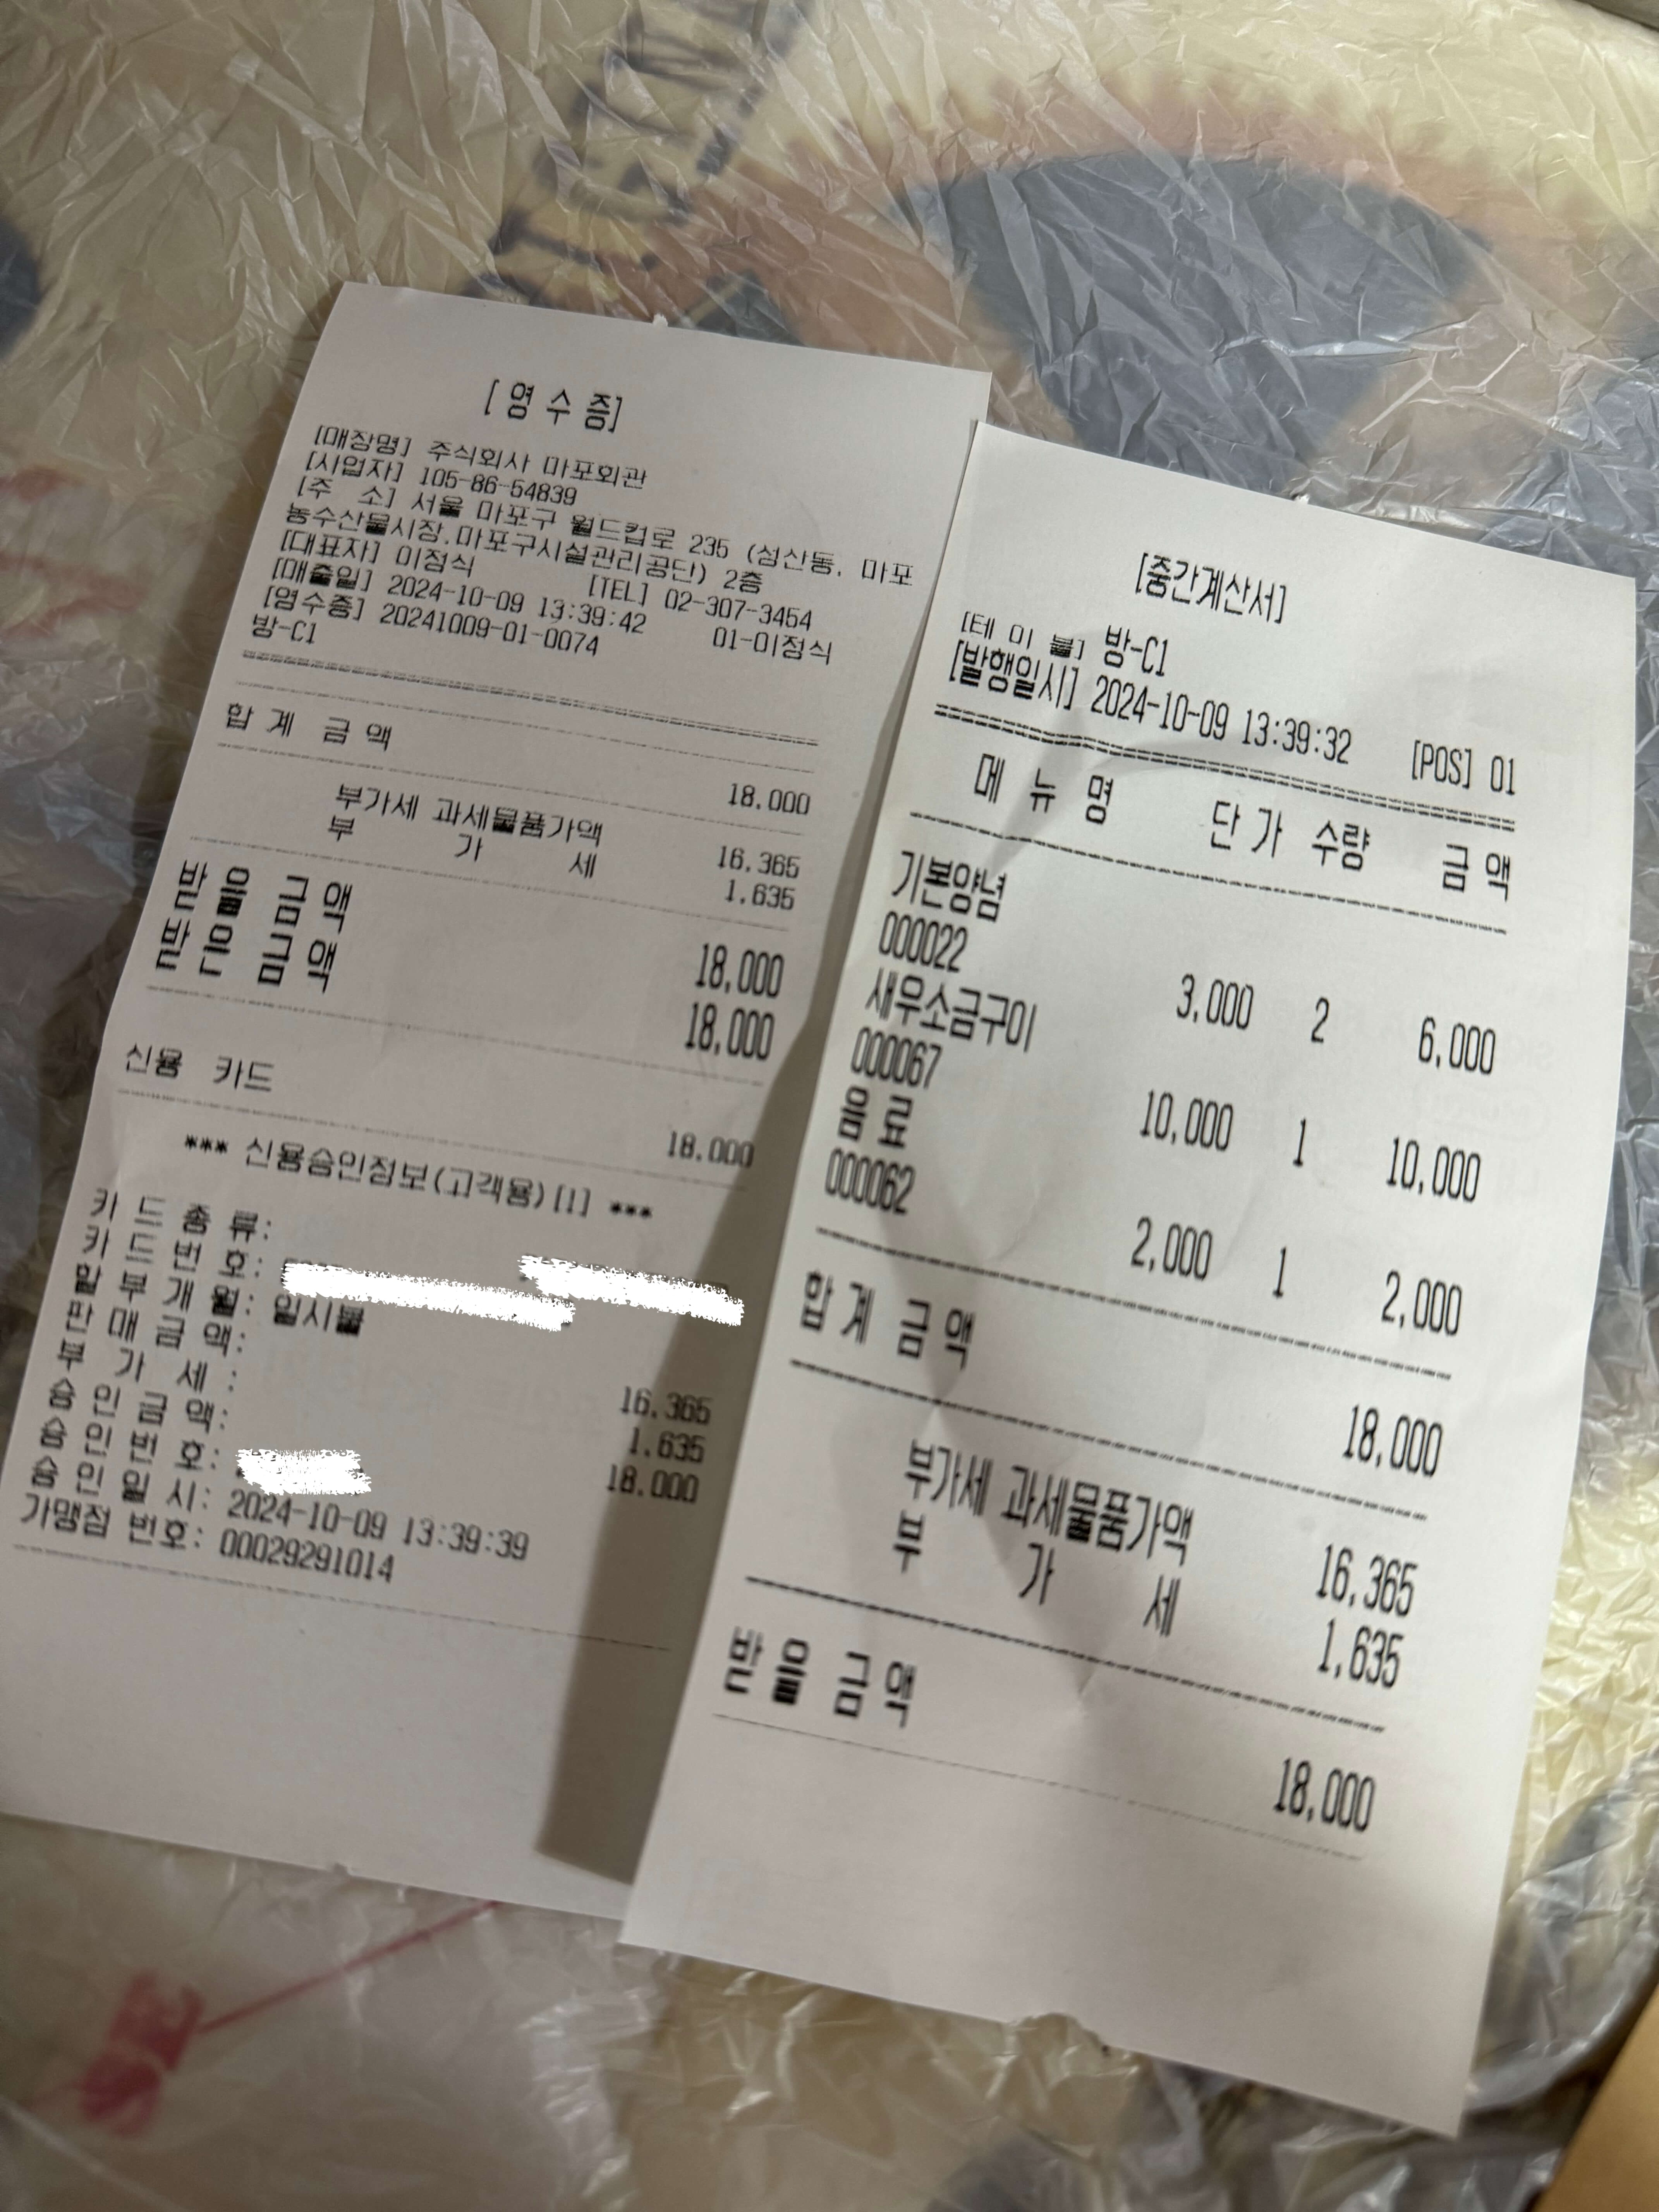 [영 수 증]
[매장명] 주식회사 마포회관
[사업자] 105-86-54839
[주 소] 서울 마포구 월드컵로 235 (성산동, 마포
농수산물시장.마포구시설관리공단) 2층
[대표자] 이정식 [TEL] 02-307-3454
[매출일] 2024-10-09 13:39:42 01-이정식
[영수증] 20241009-01-0074
방-C1
합 계 금 액 18.000
부가세 과세물품가액 16.365
부 가 세 1.635
받 을 금 액 18,000
받 은 금 액 18,000
신용 카드 18.000
*** 신용승인정보(고객용)[1] ***
카 드 종 류:
카 드 번 호:
할 부 개 월: 일시불
판 매 금 액: 16.365
부 가 세 : 1.635
승 인 금 액: 18.000
승 인 번 호:
승 인 일 시: 2024-10-09 13:39:39
가맹점 번호: 00029291014
[중간계산서]
[테 이 블] 방-C1
[발행일시] 2024-10-09 13:39:32 [POS] 01
메 뉴 명 단 가 수량 금 액
기본양념
000022 3,000 2 6,000
새우소금구이
000067 10,000 1 10,000
음 료
000062 2,000 1 2,000
합 계 금 액 18,000
부가세 과세물품가액 16,365
부 가 세 1,635
받 을 금 액 18,000